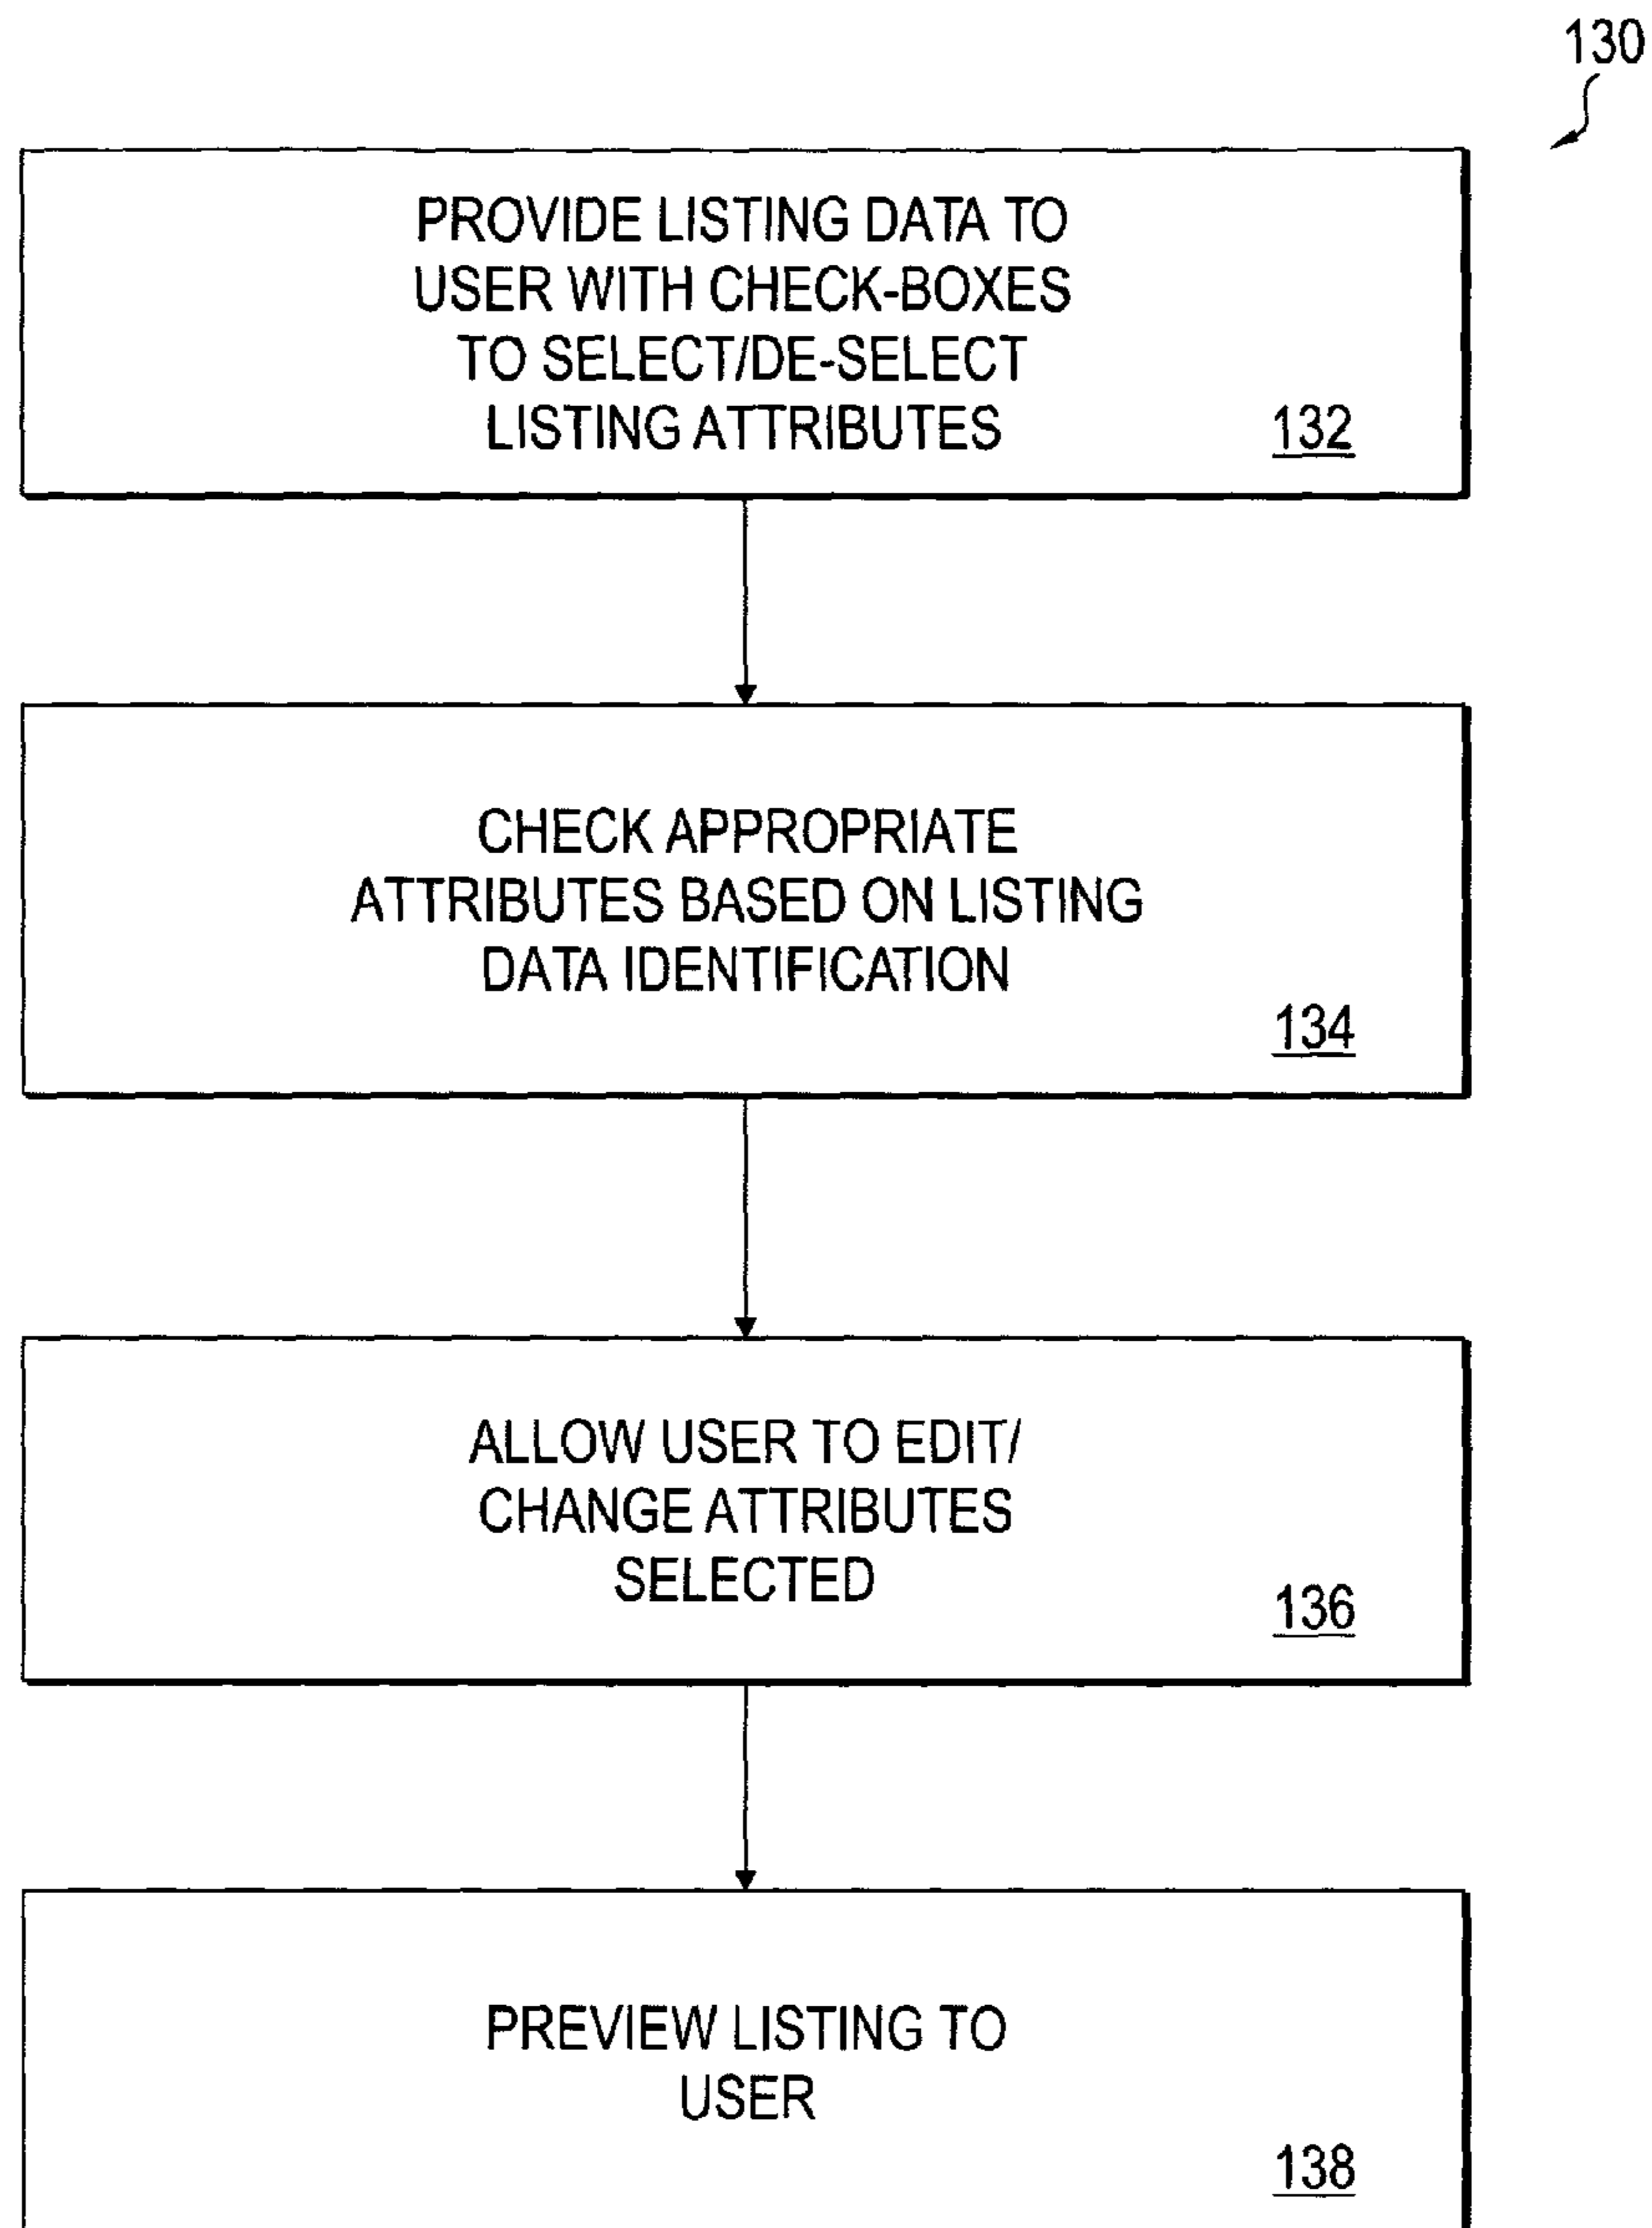 130
PROVIDE LISTING DATA TO
USER WITH CHECK-BOXES
TO SELECT/DE-SELECT
LISTING ATTRIBUTES
132
CHECK APPROPRIATE
ATTRIBUTES BASED ON LISTING
DATA IDENTIFICATION
134
ALLOW USER TO EDIT/
CHANGE ATTRIBUTES
SELECTED
136
PREVIEW LISTING TO
USER
138